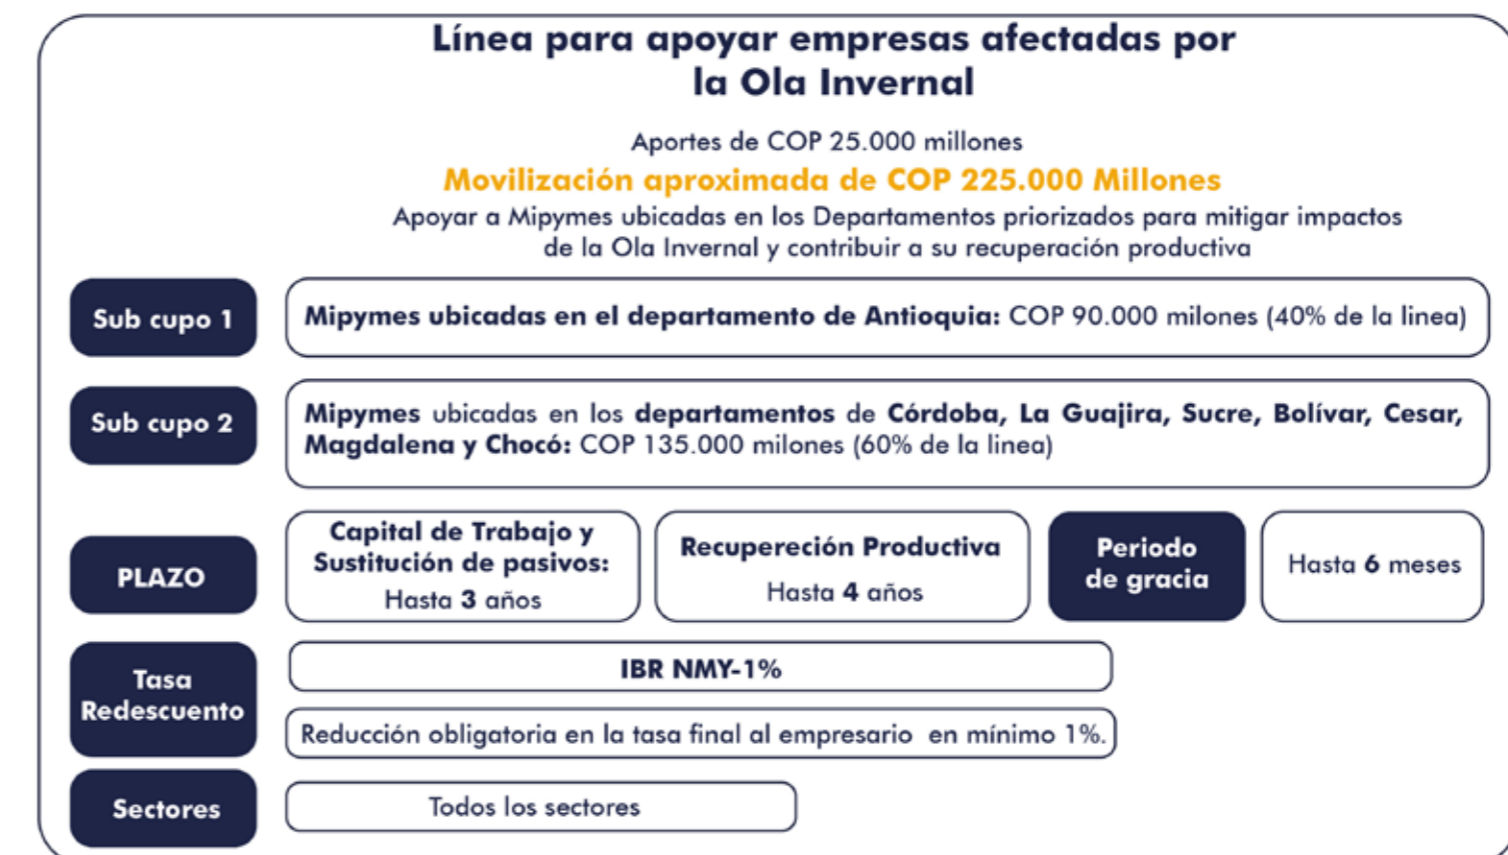 Línea para apoyar empresas afectadas por
la Ola Invernal
Aportes de COP 25.000 millones
Movilización aproximada de COP 225.000 Millones
Apoyar a Mipymes ubicadas en los Departamentos priorizados para mitigar impactos
de la Ola Invernal y contribuir a su recuperación productiva
Sub cupo 1
Mipymes ubicadas en el departamento de Antioquia: COP 90.000 milones (40% de la linea)
Sub cupo 2
Mipymes ubicadas en los departamentos de Córdoba, La Guajira, Sucre, Bolívar, Cesar,
Magdalena y Chocó: COP 135.000 milones (60% de la linea)
PLAZO
Capital de Trabajo y
Sustitución de pasivos:
Hasta 3 años
Recupereción Productiva
Hasta 4 años
Periodo
de gracia
Hasta 6 meses
Tasa
Redescuento
IBR NMY-1%
Reducción obligatoria en la tasa final al empresario en mínimo 1%.
Sectores
Todos los sectores